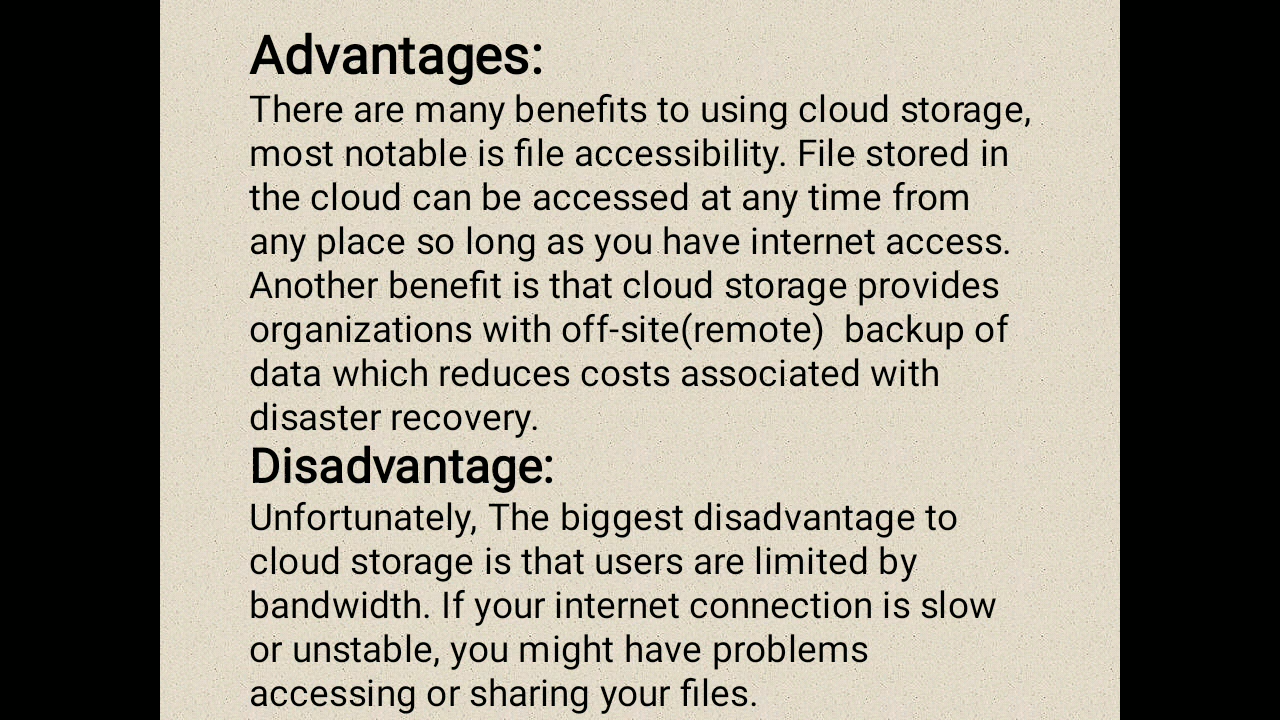 Advantages:
There are many benefits to using cloud storage,
most notable is file accessibility. File stored in
the cloud can be accessed at any time from
any place so long as you have internet access.
Another benefit is that cloud storage provides
organizations with off-site(remote)  backup of
data which reduces costs associated with
disaster recovery.
Disadvantage:
Unfortunately, The biggest disadvantage to
cloud storage is that users are limited by
bandwidth. If your internet connection is slow
or unstable, you might have problems
accessing or sharing your files.